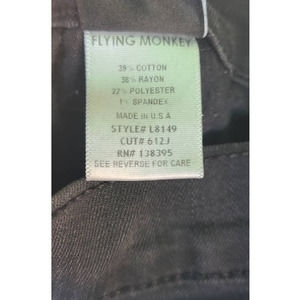 FLYING MONKEY
39% COTTON
38% RAYON
22% POLYESTER
1% SPANDEX
MADE IN U.S.A
STYLE# L8149
CUT# 612J
RN# 138395
SEE REVERSE FOR CARE